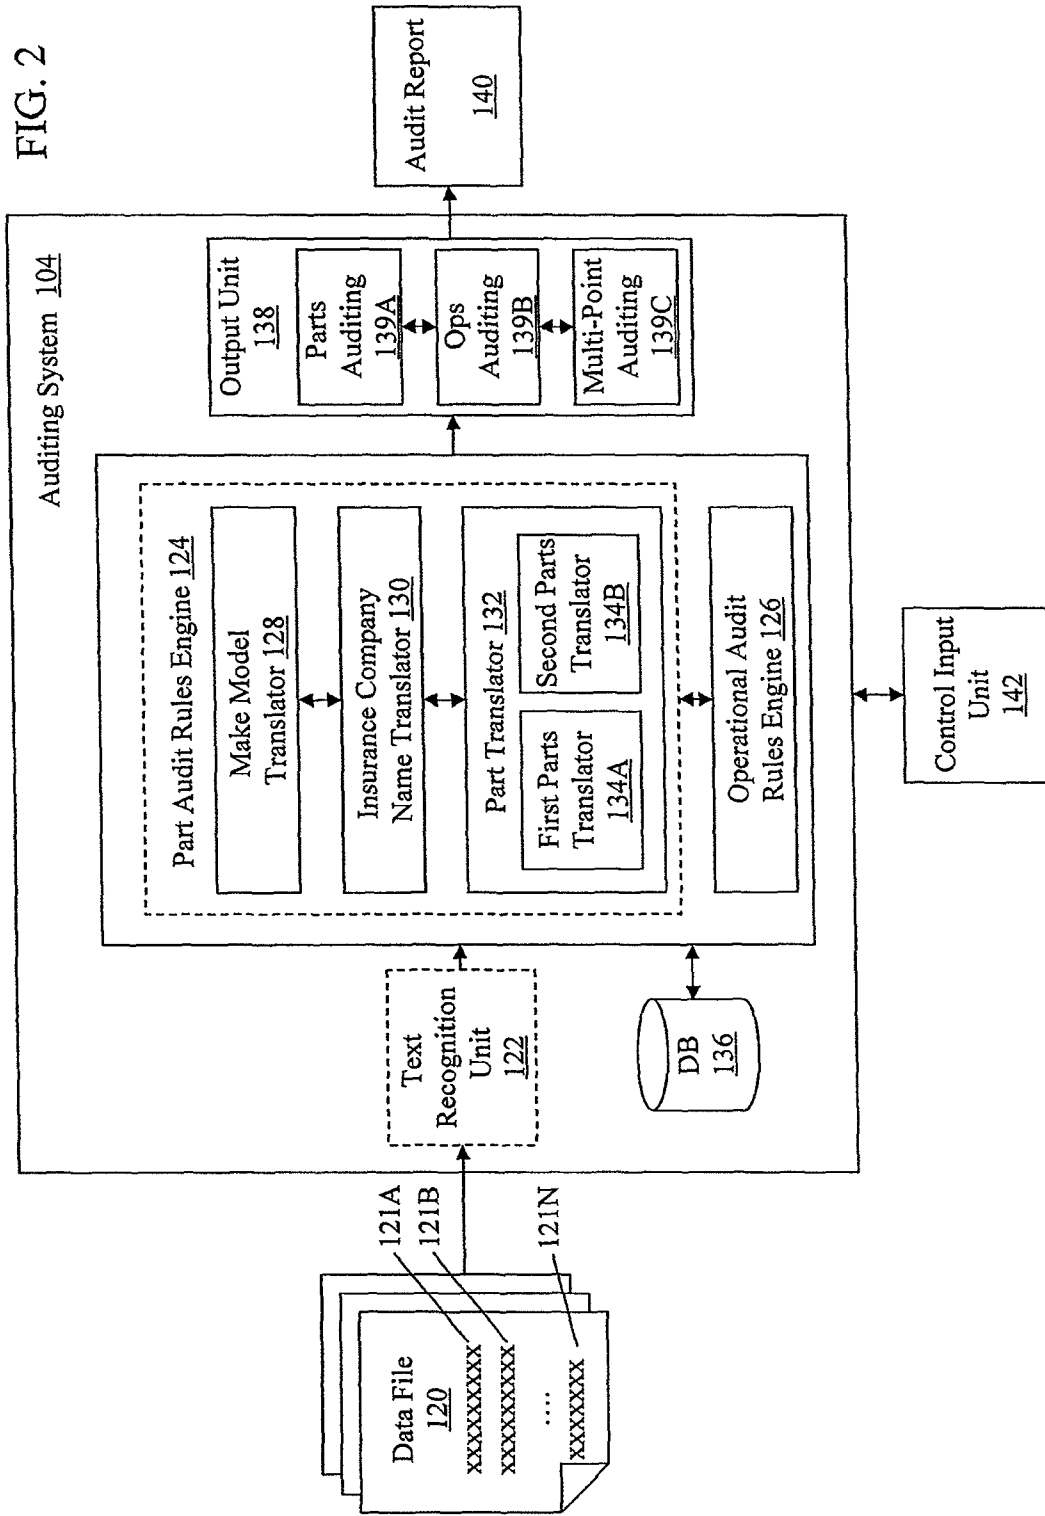 FIG. 2
Auditing System 104
Data File
120
xxxxxxxxx
xxxxxxxxx
....
xxxxxxx
121A
121B
121N
Text
Recognition
Unit
122
DB
136
Part Audit Rules Engine 124
Make Model
Translator 128
Insurance Company
Name Translator 130
Part Translator 132
First Parts
Translator
134A
Second Parts
Translator
134B
Operational Audit
Rules Engine 126
Output Unit
138
Parts
Auditing
139A
Ops
Auditing
139B
Multi-Point
Auditing
139C
Audit Report
140
Control Input
Unit
142